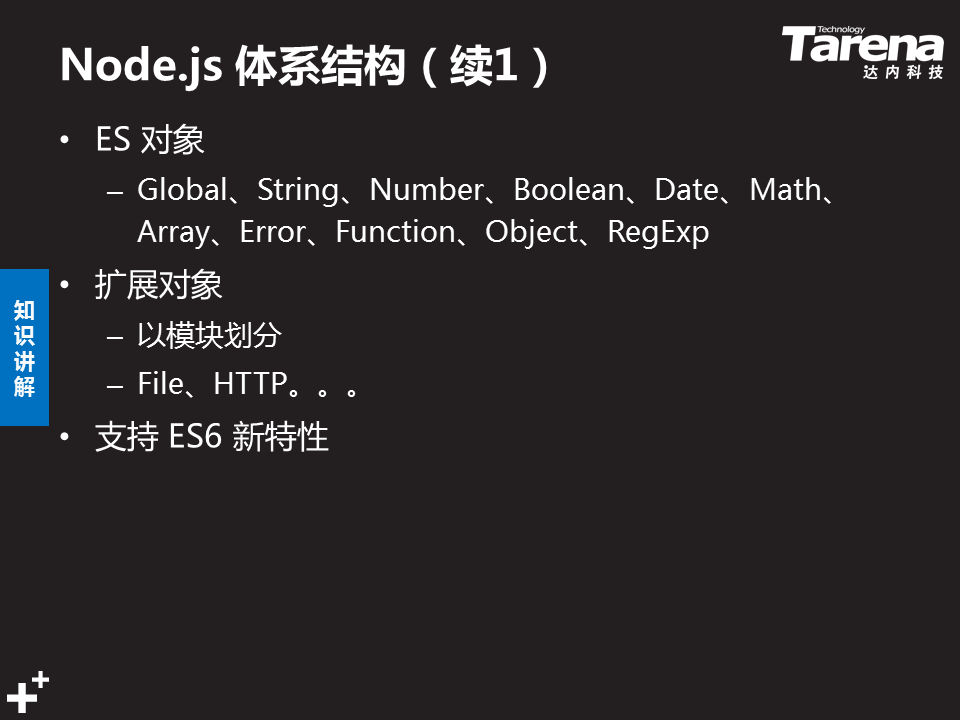 Node.js 体系结构（续1）
Technology
Tarena
达内科技
• ES 对象
– Global、String、Number、Boolean、Date、Math、
Array、Error、Function、Object、RegExp
• 扩展对象
– 以模块划分
– File、HTTP。。。
• 支持 ES6 新特性
知
识
讲
解